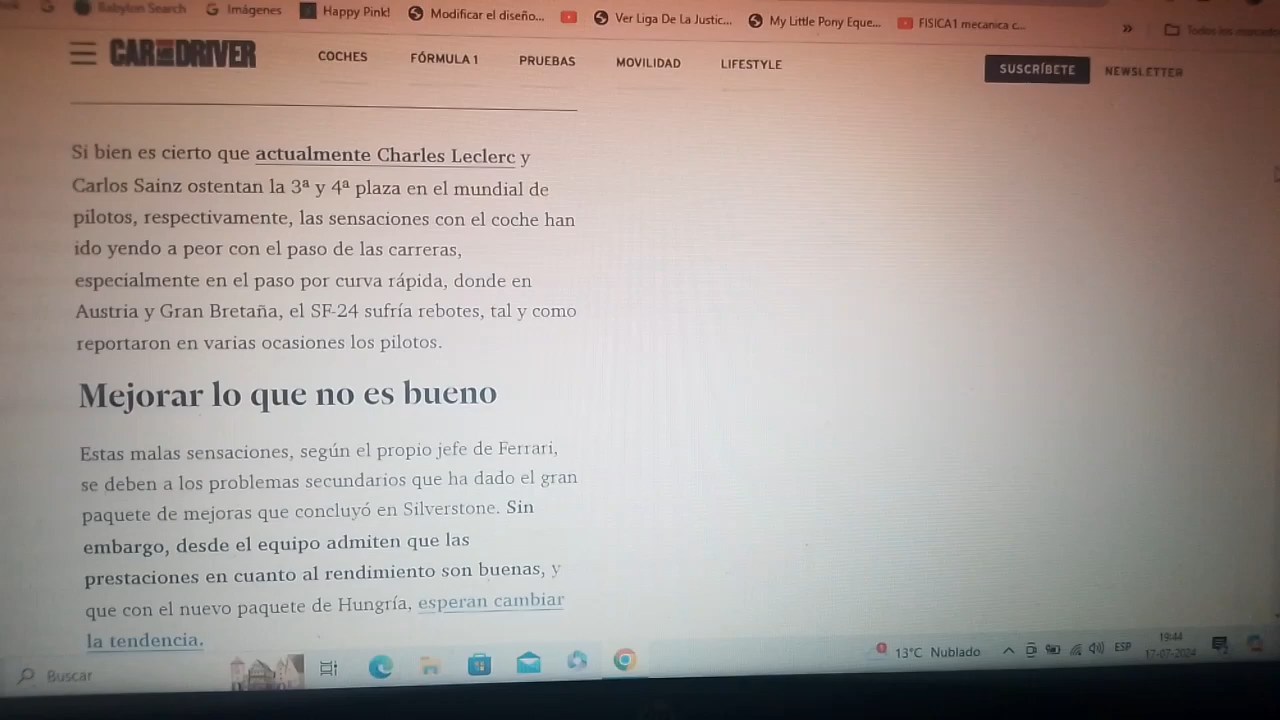 Babylon Search
Imágenes
Happy Pink!
Modificar el diseño...
Ver Liga De La Justic...
My Little Pony Eque...
FISICA1 mecanica c...
»
Todos los marcado
CAR AND DRIVER
COCHES
FÓRMULA 1
PRUEBAS
MOVILIDAD
LIFESTYLE
SUSCRÍBETE
NEWSLETTER
Si bien es cierto que actualmente Charles Leclerc y
Carlos Sainz ostentan la 3ª y 4ª plaza en el mundial de
pilotos, respectivamente, las sensaciones con el coche han
ido yendo a peor con el paso de las carreras,
especialmente en el paso por curva rápida, donde en
Austria y Gran Bretaña, el SF-24 sufría rebotes, tal y como
reportaron en varias ocasiones los pilotos.
Mejorar lo que no es bueno
Estas malas sensaciones, según el propio jefe de Ferrari,
se deben a los problemas secundarios que ha dado el gran
paquete de mejoras que concluyó en Silverstone. Sin
embargo, desde el equipo admiten que las
prestaciones en cuanto al rendimiento son buenas, y
que con el nuevo paquete de Hungría, esperan cambiar
la tendencia.
Buscar
13°C Nublado
ESP
19:44
17-07-2024